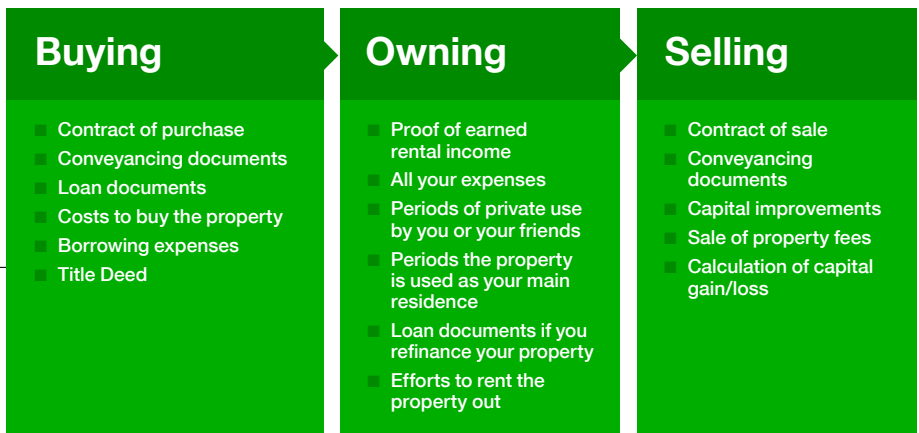 Buying
Contract of purchase
Conveyancing documents
Loan documents
Costs to buy the property
Borrowing expenses
Title Deed
Owning
Proof of earned
rental income
All your expenses
Periods of private use
by you or your friends
Periods the property
is used as your main
residence
Loan documents if you
refinance your property
Efforts to rent the
property out
Selling
Contract of sale
Conveyancing
documents
Capital improvements
Sale of property fees
Calculation of capital
gain/loss